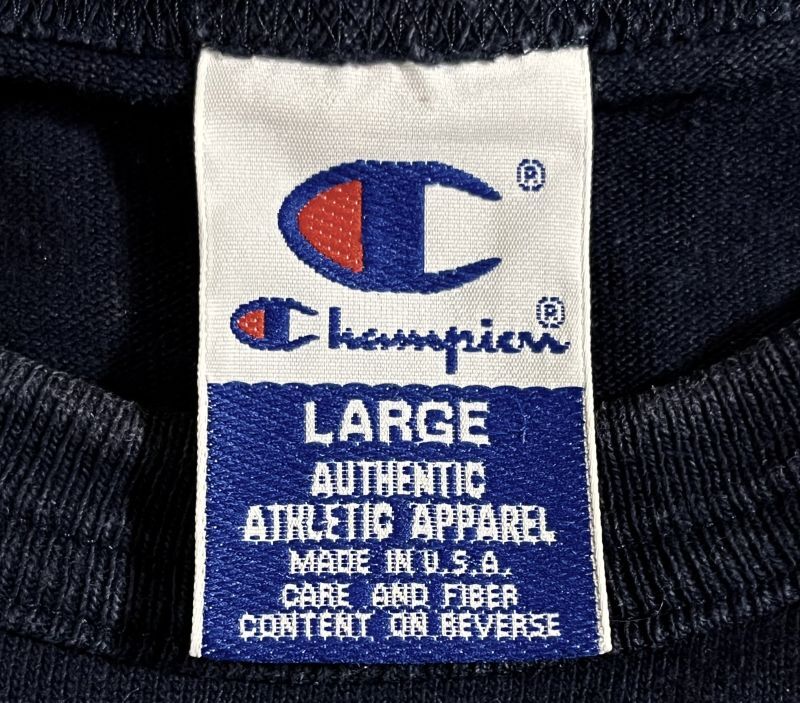 ®
Champion®
LARGE
AUTHENTIC
ATHLETIC APPAREL
MADE IN U.S.A.
CARE AND FIBER
CONTENT ON REVERSE